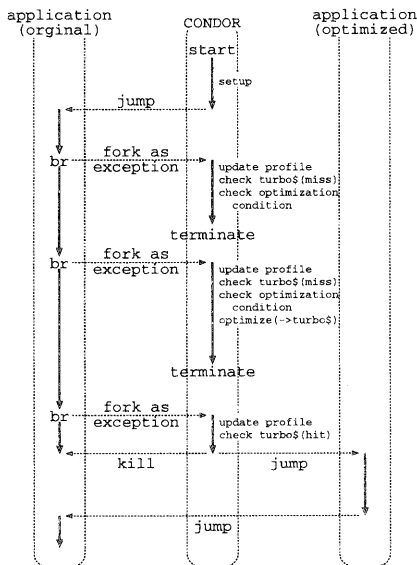 application
(orginal)
CONDOR
application
(optimized)
start
setup
jump
br
fork as
exception
update profile
check turbo$(miss)
check optimization
condition
terminate
br
fork as
exception
update profile
check turbo$(miss)
check optimization
condition
optimize(->turbo$)
terminate
br
fork as
exception
update profile
check turbo$(hit)
kill
jump
jump